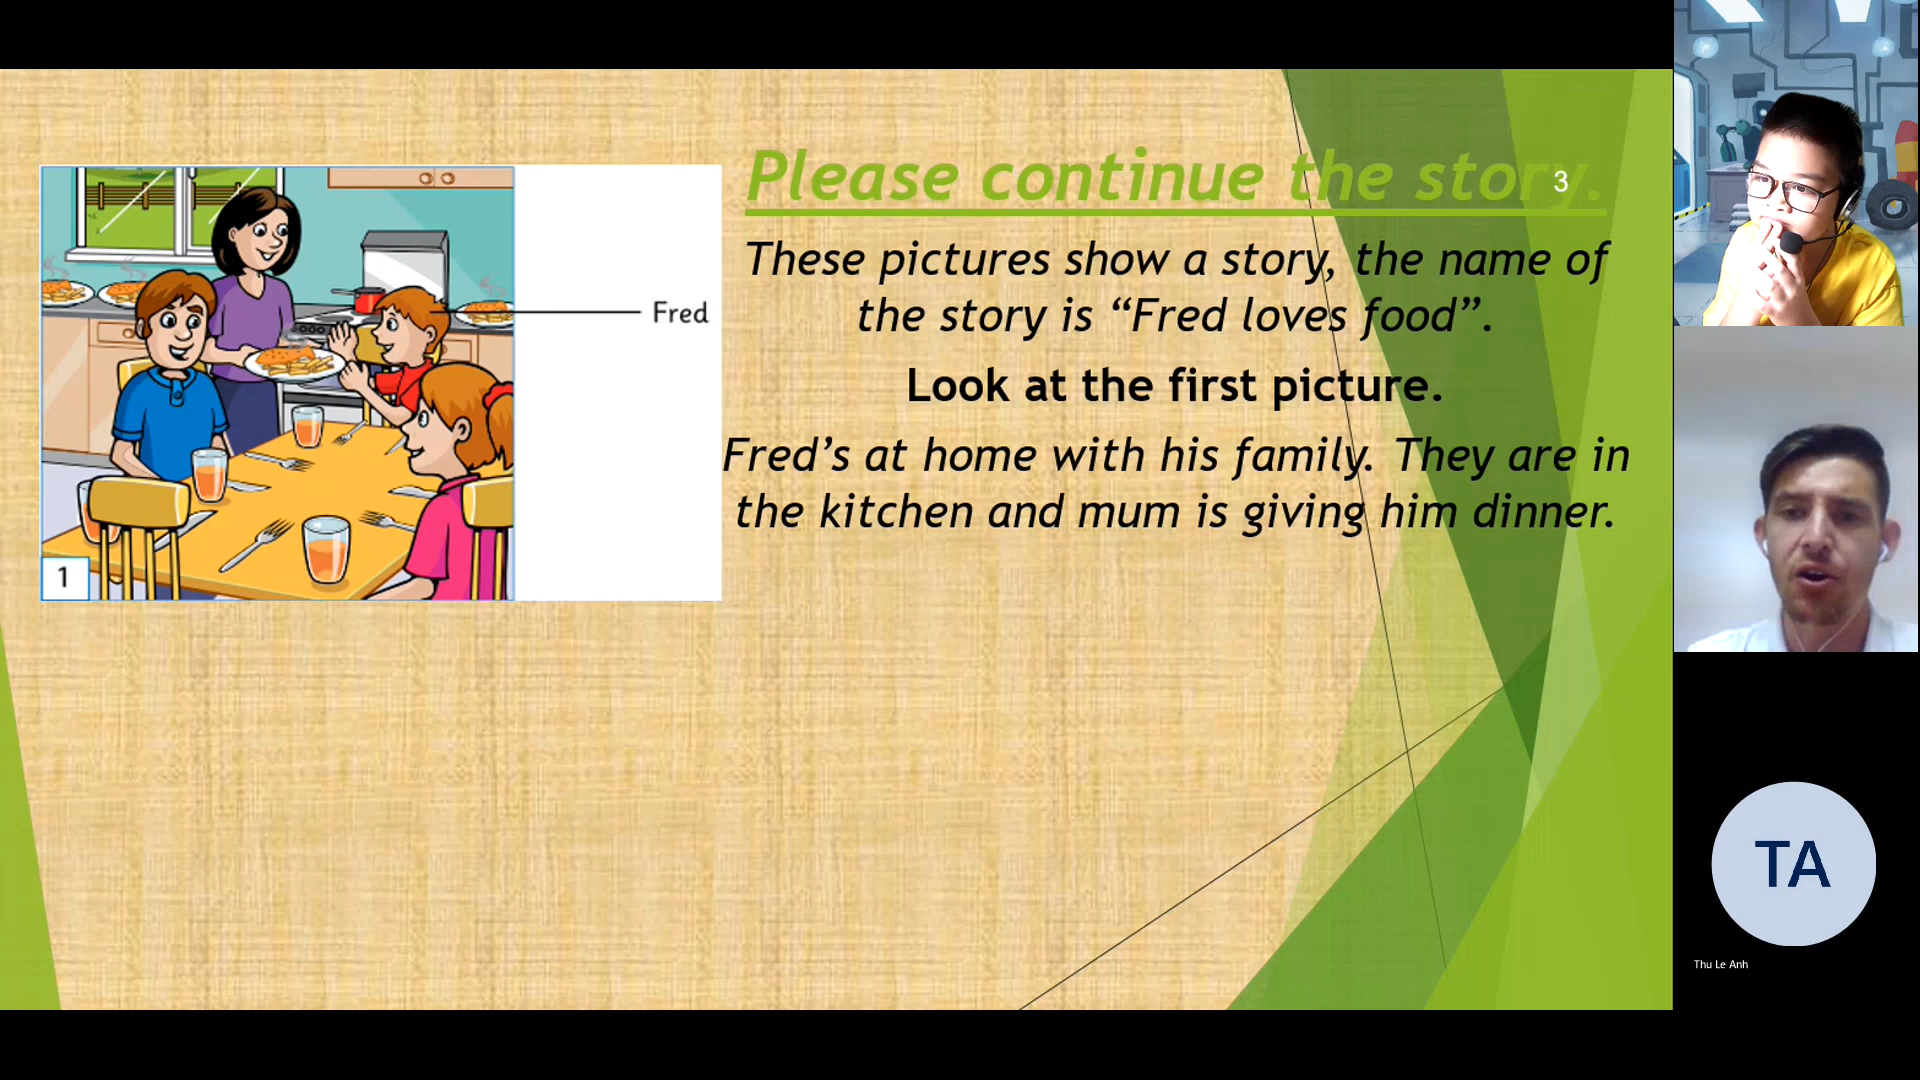 Please continue the story.
3
These pictures show a story, the name of
the story is “Fred loves food”.
Look at the first picture.
Fred’s at home with his family. They are in
the kitchen and mum is giving him dinner.
Fred
1
TA
Thu Le Anh